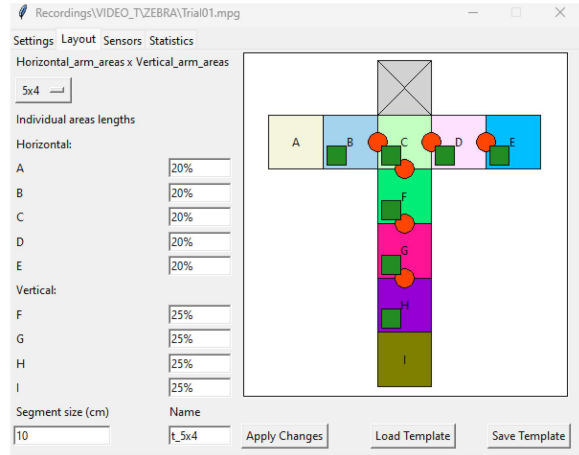 Recordings\VIDEO_T\ZEBRA\Trial01.mpg
Settings Layout Sensors Statistics
Horizontal_arm_areas x Vertical_arm_areas
5x4
Individual areas lengths
Horizontal:
A 20%
B 20%
C 20%
D 20%
E 20%
Vertical:
F 25%
G 25%
H 25%
I 25%
Segment size (cm) Name
10 t_5x4
A B C D E
F
G
H
I
Apply Changes Load Template Save Template